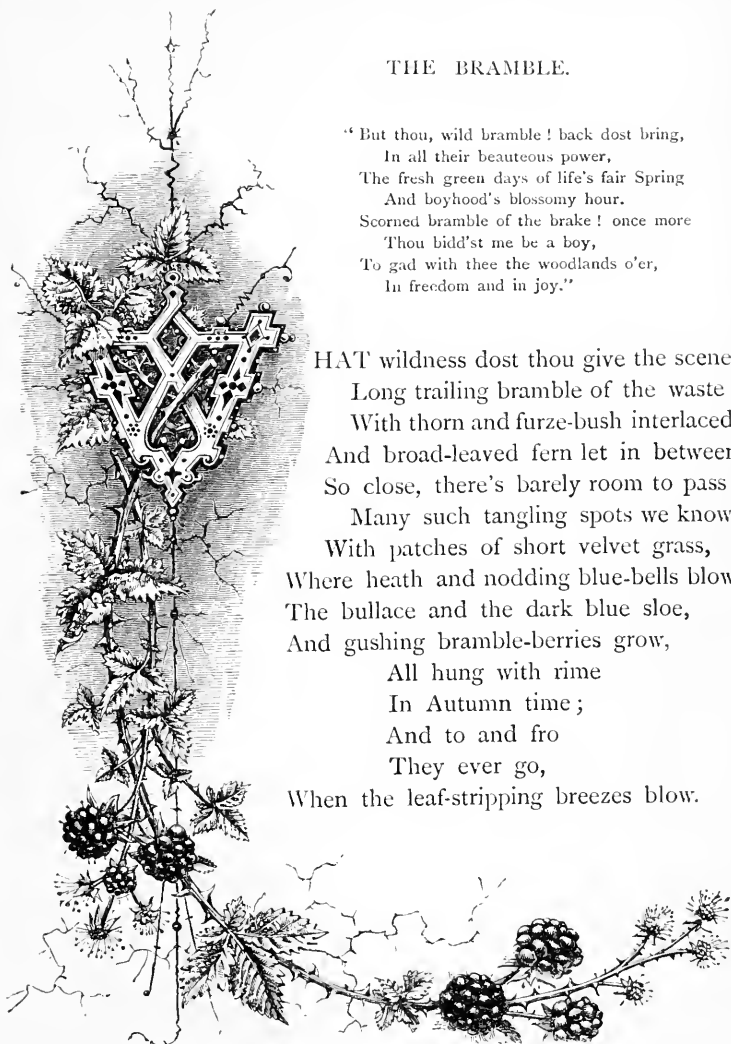 THE BRAMBLE.
“ But thou, wild bramble ! back dost bring,
In all their beauteous power,
The fresh green days of life's fair Spring
And boyhood's blossomy hour.
Scorned bramble of the brake ! once more
Thou bidd'st me be a boy,
To gad with thee the woodlands o'er,
In freedom and in joy.”
WHAT wildness dost thou give the scene
Long trailing bramble of the waste
With thorn and furze-bush interlaced
And broad-leaved fern let in between
So close, there's barely room to pass
Many such tangling spots we know
With patches of short velvet grass,
Where heath and nodding blue-bells blow
The bullace and the dark blue sloe,
And gushing bramble-berries grow,
All hung with rime
In Autumn time ;
And to and fro
They ever go,
When the leaf-stripping breezes blow.